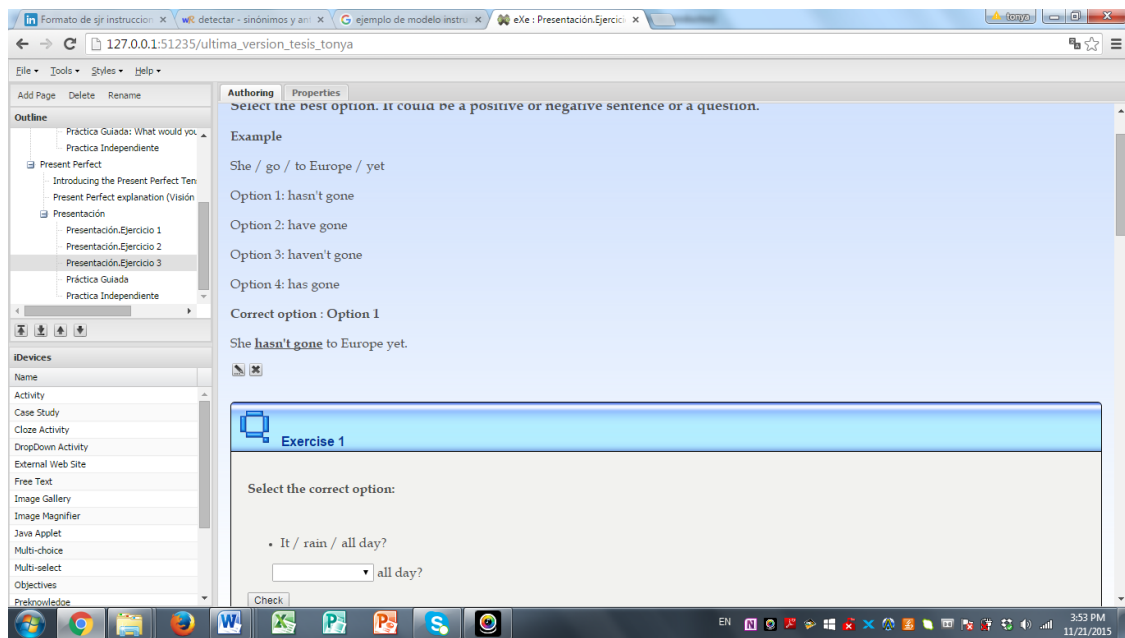 Formato de sjr instruccion
wR detectar - sinónimos y ant
ejemplo de modelo instru
eXe : Presentación.Ejercici
tonya
127.0.0.1:51235/ultima_version_tesis_tonya
File Tools Styles Help
Add Page Delete Rename
Outline
Práctica Guiada: What would you
Practica Independiente
Present Perfect
Introducing the Present Perfect Ten
Present Perfect explanation (Visión
Presentación
Presentación.Ejercicio 1
Presentación.Ejercicio 2
Presentación.Ejercicio 3
Práctica Guiada
Practica Independiente
iDevices
Name
Activity
Case Study
Cloze Activity
DropDown Activity
External Web Site
Free Text
Image Gallery
Image Magnifier
Java Applet
Multi-choice
Multi-select
Objectives
Preknowledge
Authoring Properties
Select the best option. It could be a positive or negative sentence or a question.
Example
She / go / to Europe / yet
Option 1: hasn't gone
Option 2: have gone
Option 3: haven't gone
Option 4: has gone
Correct option : Option 1
She hasn't gone to Europe yet.
Exercise 1
Select the correct option:
• It / rain / all day?
all day?
Check
EN
3:53 PM
11/21/2015